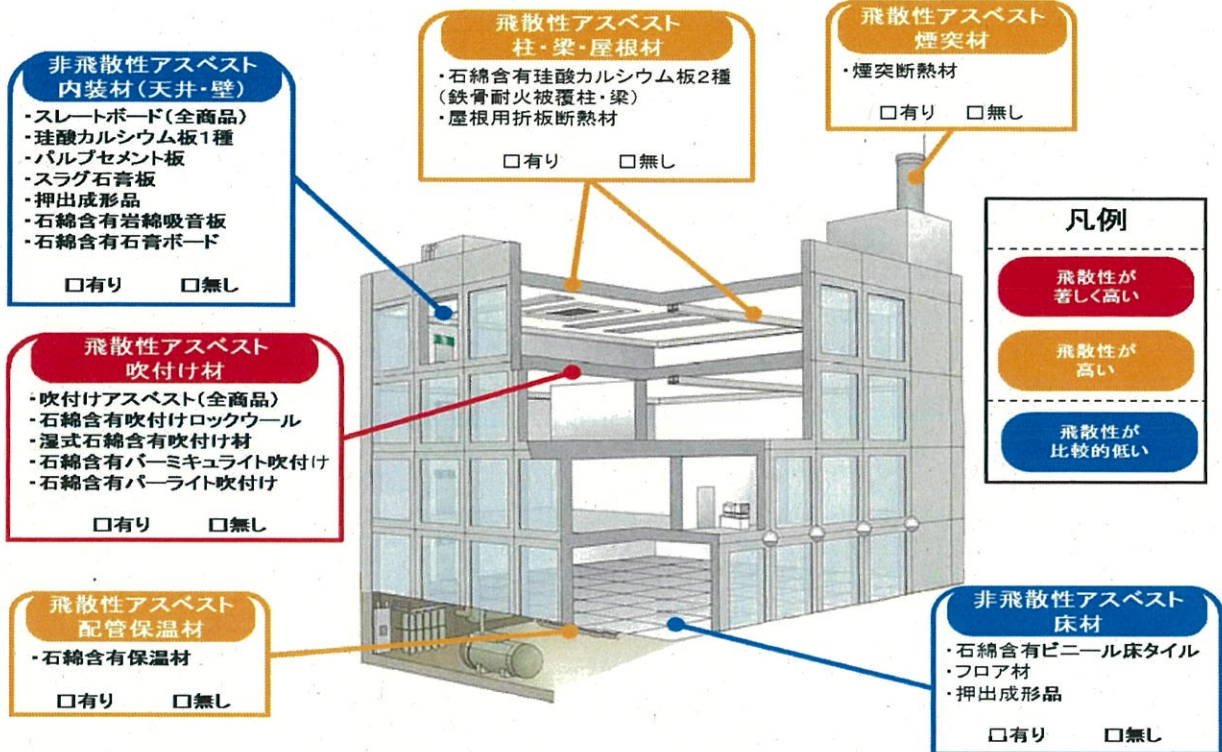 非飛散性アスベスト
内装材(天井・壁)
・スレートボード(全商品)
・珪酸カルシウム板1種
・パルプセメント板
・スラグ石膏板
・押出成形品
・石綿含有岩綿吸音板
・石綿含有石膏ボード
□有り □無し
飛散性アスベスト
柱・梁・屋根材
・石綿含有珪酸カルシウム板2種
(鉄骨耐火被覆柱・梁)
・屋根用折板断熱材
□有り □無し
飛散性アスベスト
煙突材
・煙突断熱材
□有り □無し
凡例
飛散性が
著しく高い
飛散性が
高い
飛散性が
比較的低い
飛散性アスベスト
吹付け材
・吹付けアスベスト(全商品)
・石綿含有吹付けロックウール
・湿式石綿含有吹付け材
・石綿含有バーミキュライト吹付け
・石綿含有パーライト吹付け
□有り □無し
飛散性アスベスト
配管保温材
・石綿含有保温材
□有り □無し
非飛散性アスベスト
床材
・石綿含有ビニール床タイル
・フロア材
・押出成形品
□有り □無し